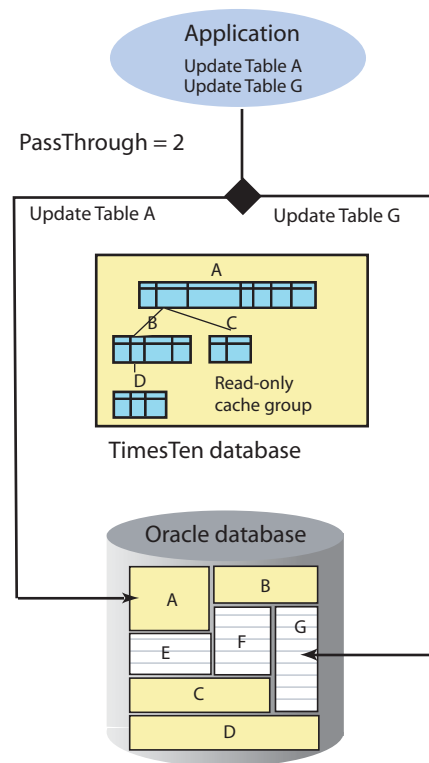 Application
Update Table A
Update Table G
PassThrough = 2
Update Table A
Update Table G
A
B
C
D
Read-only
cache group
TimesTen database
Oracle database
A
B
E
F
G
C
D